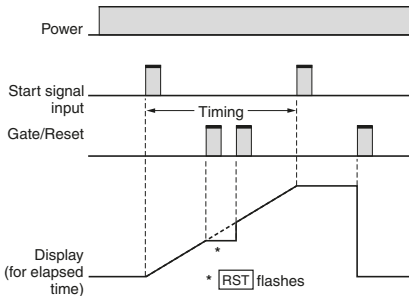 Power
Start signal
input
Timing
Gate/Reset
*
Display
(for elapsed
time)
* RST flashes